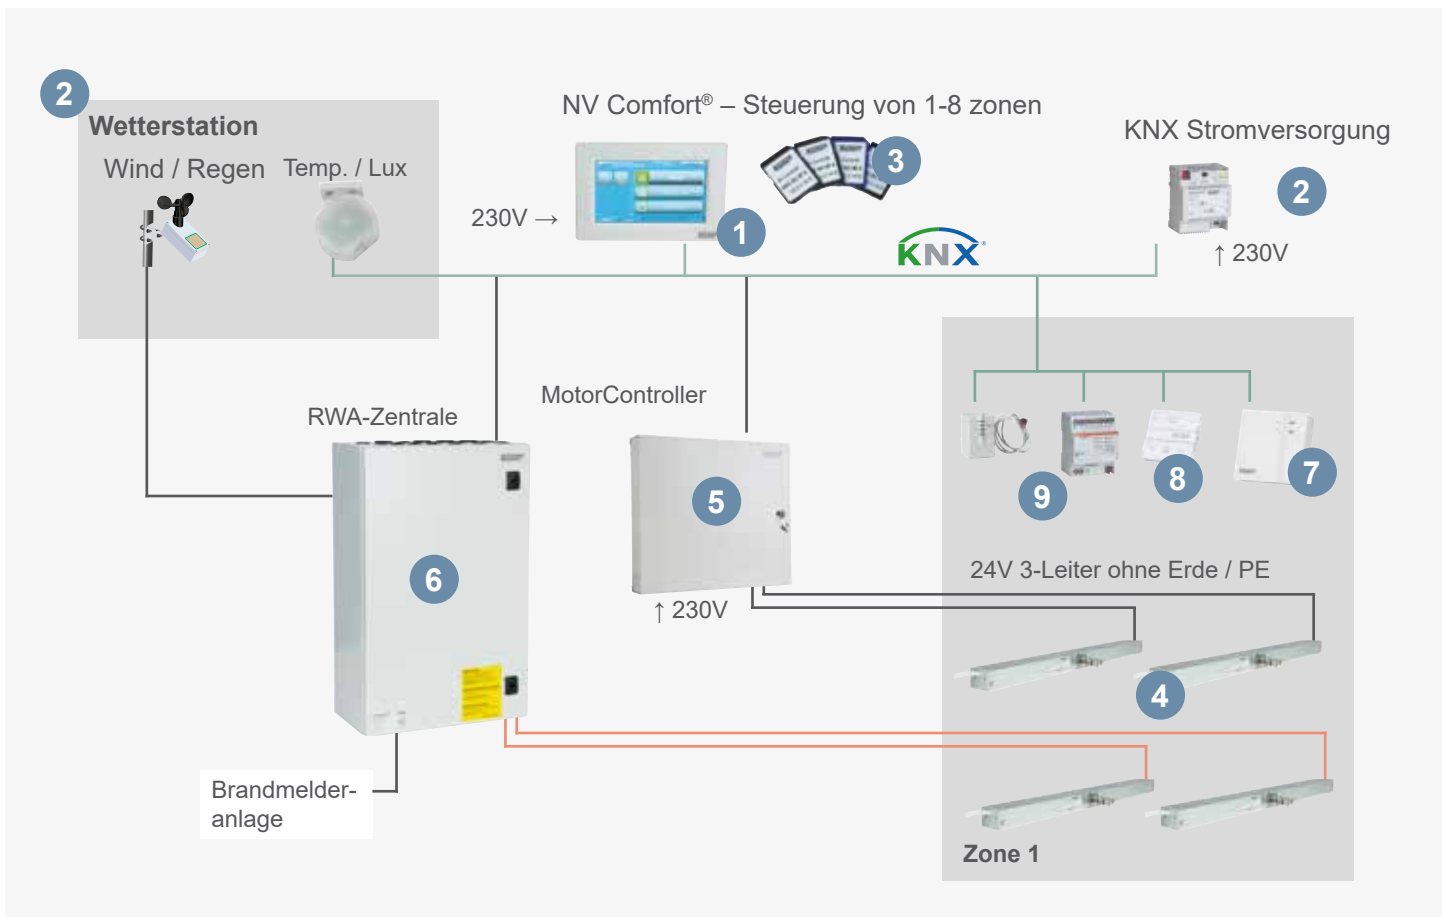 2
Wetterstation
Wind / Regen
Temp. / Lux
NV Comfort® – Steuerung von 1-8 zonen
3
230V →
1
KNX®
KNX Stromversorgung
2
↑ 230V
RWA-Zentrale
6
MotorController
5
↑ 230V
9
8
7
24V 3-Leiter ohne Erde / PE
4
Brandmelder-
anlage
Zone 1